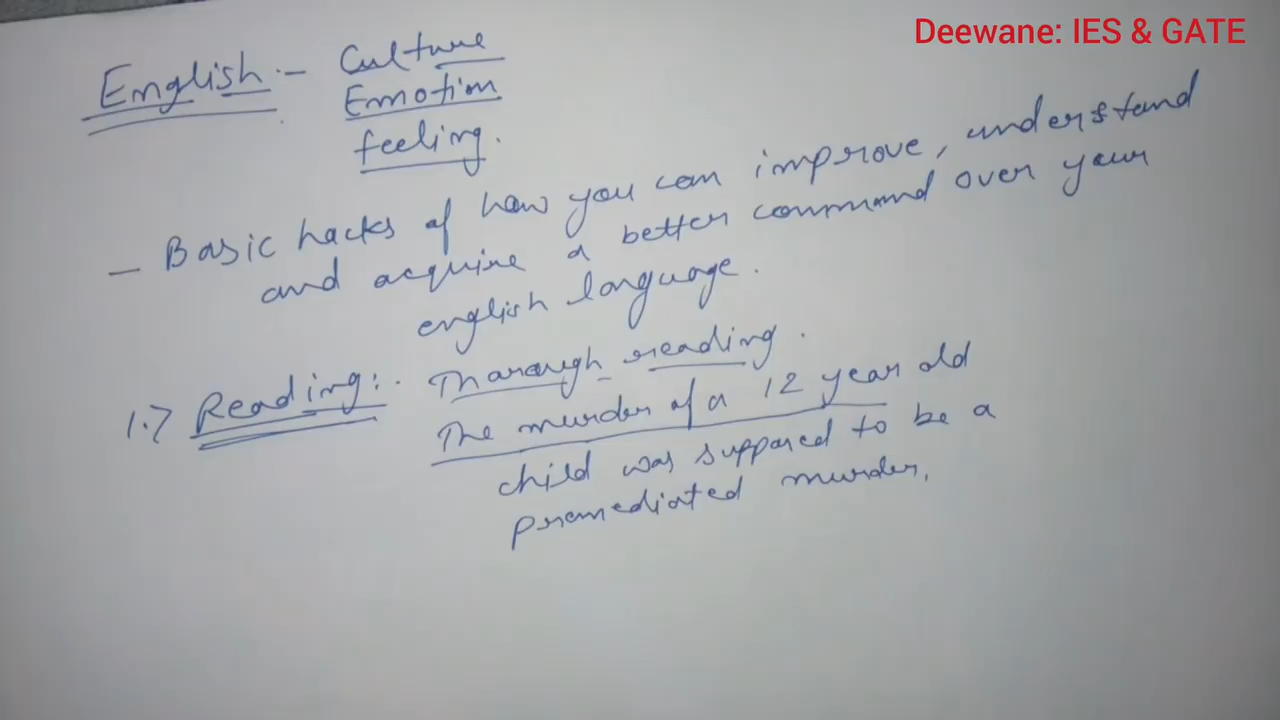 Deewane: IES & GATE
English :- Culture
Emotion
feeling.
- Basic hacks of how you can improve, understand
and acquire a better command over your
english language.
1.) Reading :- Tharough reading.
The murder of a 12 year old
child was suppared to be a
premediated murder.